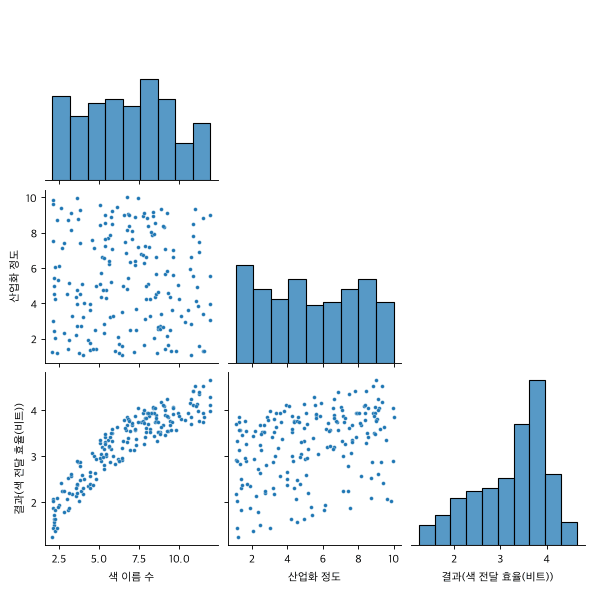 산업화 정도
10
8
6
4
2
결과(색 전달 효율(비트))
4
3
2
2.5 5.0 7.5 10.0
색 이름 수
2 4 6 8 10
산업화 정도
2 3 4
결과(색 전달 효율(비트))